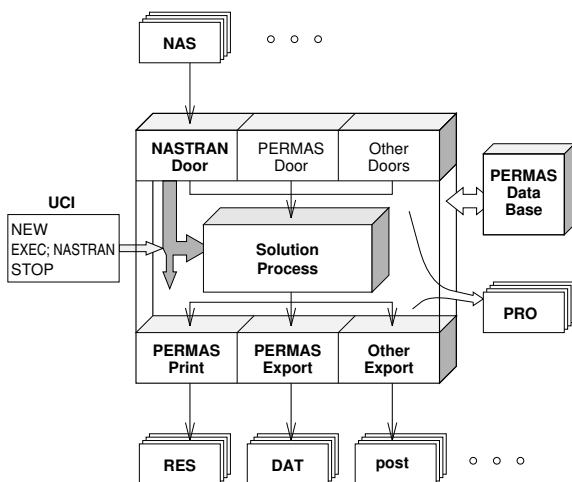 NAS
NASTRAN
Door
PERMAS
Door
Other
Doors
PERMAS
Data
Base
UCI
NEW
EXEC; NASTRAN
STOP
Solution
Process
PRO
PERMAS
Print
PERMAS
Export
Other
Export
RES
DAT
post